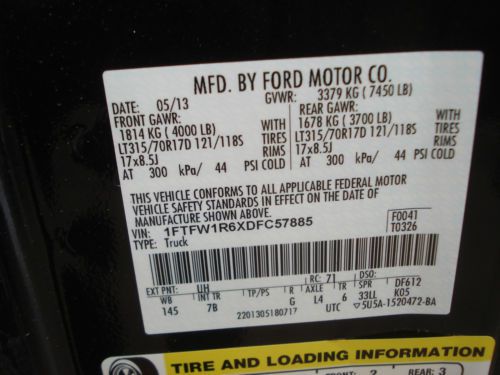 MFD. BY FORD MOTOR CO.
DATE: 05/13 GVWR: 3379 KG ( 7450 LB)
FRONT GAWR: REAR GAWR:
1814 KG ( 4000 LB) WITH 1678 KG ( 3700 LB) WITH
LT315/70R17D 121/118S TIRES LT315/70R17D 121/118S TIRES
17x8.5J RIMS 17x8.5J RIMS
AT 300 kPa/ 44 PSI COLD AT 300 kPa/ 44 PSI COLD
THIS VEHICLE CONFORMS TO ALL APPLICABLE FEDERAL MOTOR
VEHICLE SAFETY STANDARDS IN EFFECT ON THE DATE OF
MANUFACTURE SHOWN ABOVE.
VIN: 1FTFW1R6XDFC57885 F0041
TYPE: Truck T0326
EXT PNT: UH RC: 71 DSO:
WB INT TR TP/PS R AXLE TR SPR DF612
145 7B G L4 6 33LL K05
2201305180717 UTC ▽5U5A-1520472-BA
TIRE AND LOADING INFORMATION
FRONT: 2 REAR: 3